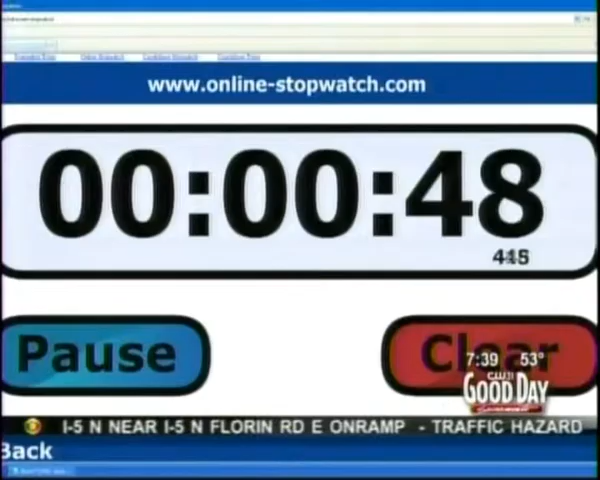 www.online-stopwatch.com
00:00:48
Pause
Clear
7:39 53°
GOOD DAY
I-5 N NEAR I-5 N FLORIN RD E ONRAMP - TRAFFIC HAZARD
Back